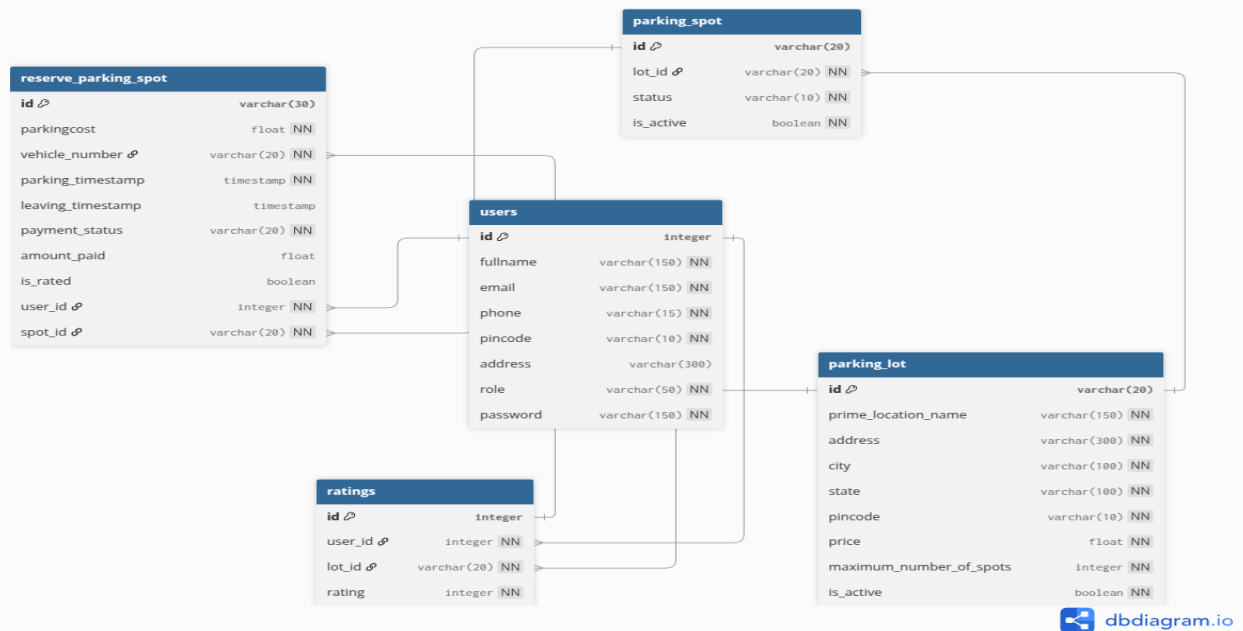 parking_spot
id varchar(20)
lot_id varchar(20) NN
status varchar(10) NN
is_active boolean NN
reserve_parking_spot
id varchar(30)
parkingcost float NN
vehicle_number varchar(20) NN
parking_timestamp timestamp NN
leaving_timestamp timestamp
payment_status varchar(20) NN
amount_paid float
is_rated boolean
user_id integer NN
spot_id varchar(20) NN
users
id integer
fullname varchar(150) NN
email varchar(150) NN
phone varchar(15) NN
pincode varchar(10) NN
address varchar(300)
role varchar(50) NN
password varchar(150) NN
parking_lot
id varchar(20)
prime_location_name varchar(150) NN
address varchar(300) NN
city varchar(100) NN
state varchar(100) NN
pincode varchar(10) NN
price float NN
maximum_number_of_spots integer NN
is_active boolean NN
ratings
id integer
user_id integer NN
lot_id varchar(20) NN
rating integer NN
dbdiagram.io